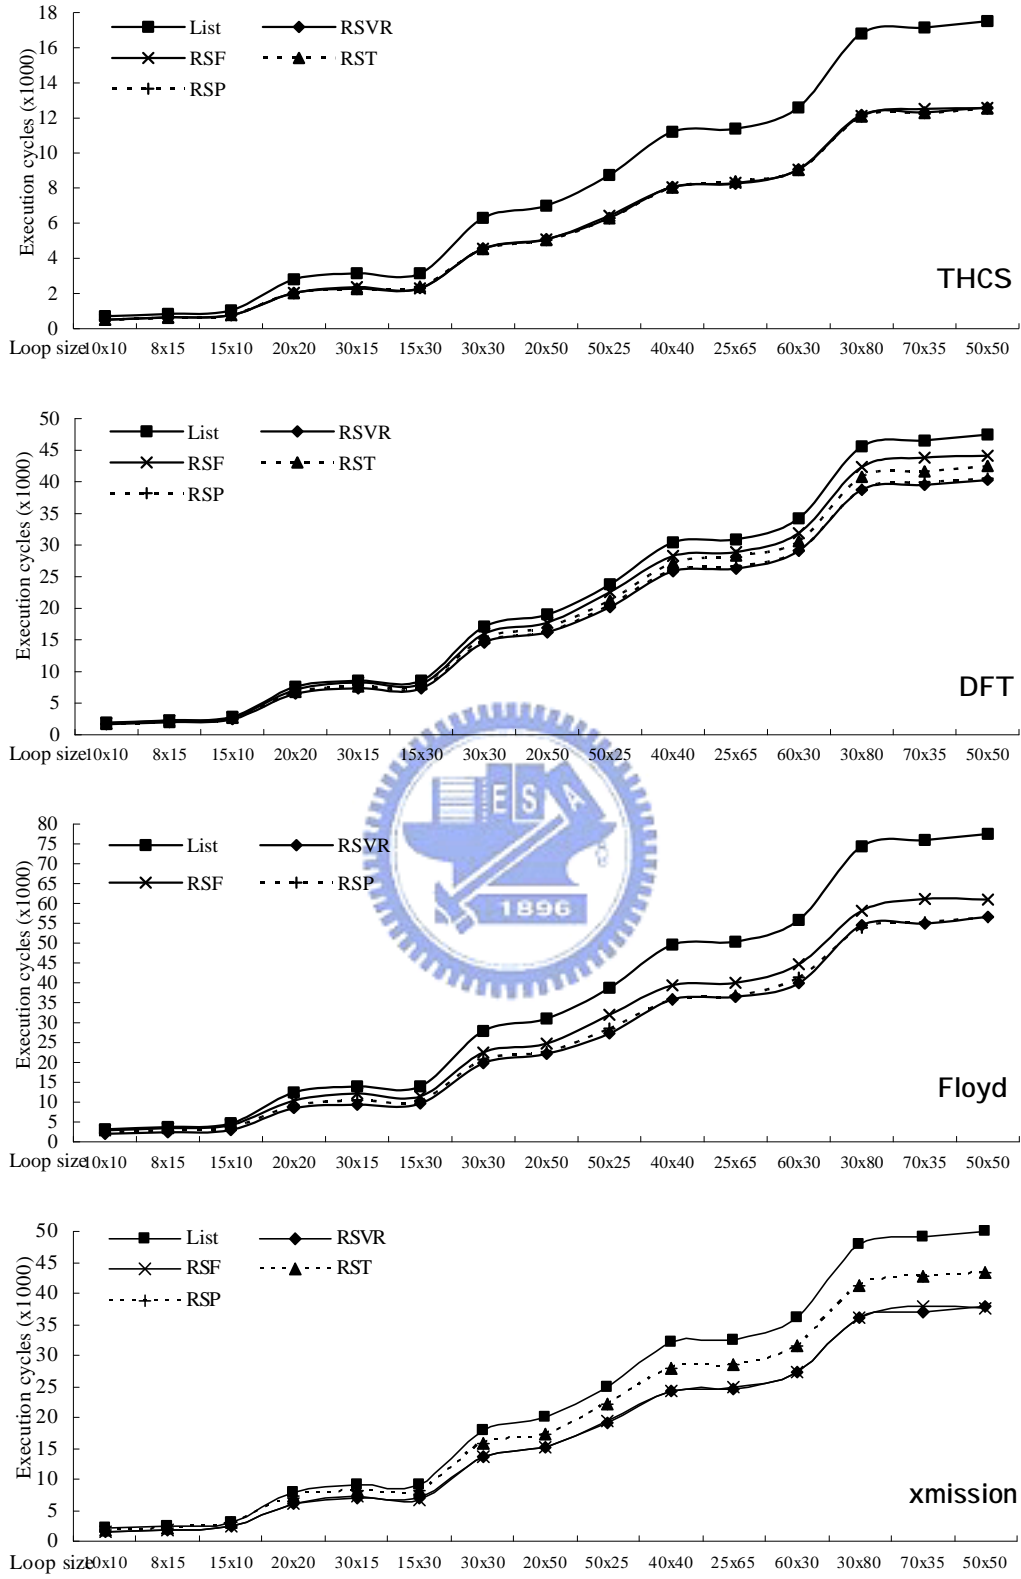 Execution cycles (x1000)
List RSVR
RSF RST
RSP
18
16
14
12
10
8
6
4
2
0
THCS
Loop size 10x10 8x15 15x10 20x20 30x15 15x30 30x30 20x50 50x25 40x40 25x65 60x30 30x80 70x35 50x50
Execution cycles (x1000)
List RSVR
RSF RST
RSP
50
45
40
35
30
25
20
15
10
5
0
DFT
Loop size 10x10 8x15 15x10 20x20 30x15 15x30 30x30 20x50 50x25 40x40 25x65 60x30 30x80 70x35 50x50
ESA
1896
Execution cycles (x1000)
List RSVR
RSF RSP
80
75
70
65
60
55
50
45
40
35
30
25
20
15
10
5
0
Floyd
Loop size 10x10 8x15 15x10 20x20 30x15 15x30 30x30 20x50 50x25 40x40 25x65 60x30 30x80 70x35 50x50
Execution cycles (x1000)
List RSVR
RSF RST
RSP
50
45
40
35
30
25
20
15
10
5
0
xmission
Loop size 10x10 8x15 15x10 20x20 30x15 15x30 30x30 20x50 50x25 40x40 25x65 60x30 30x80 70x35 50x50